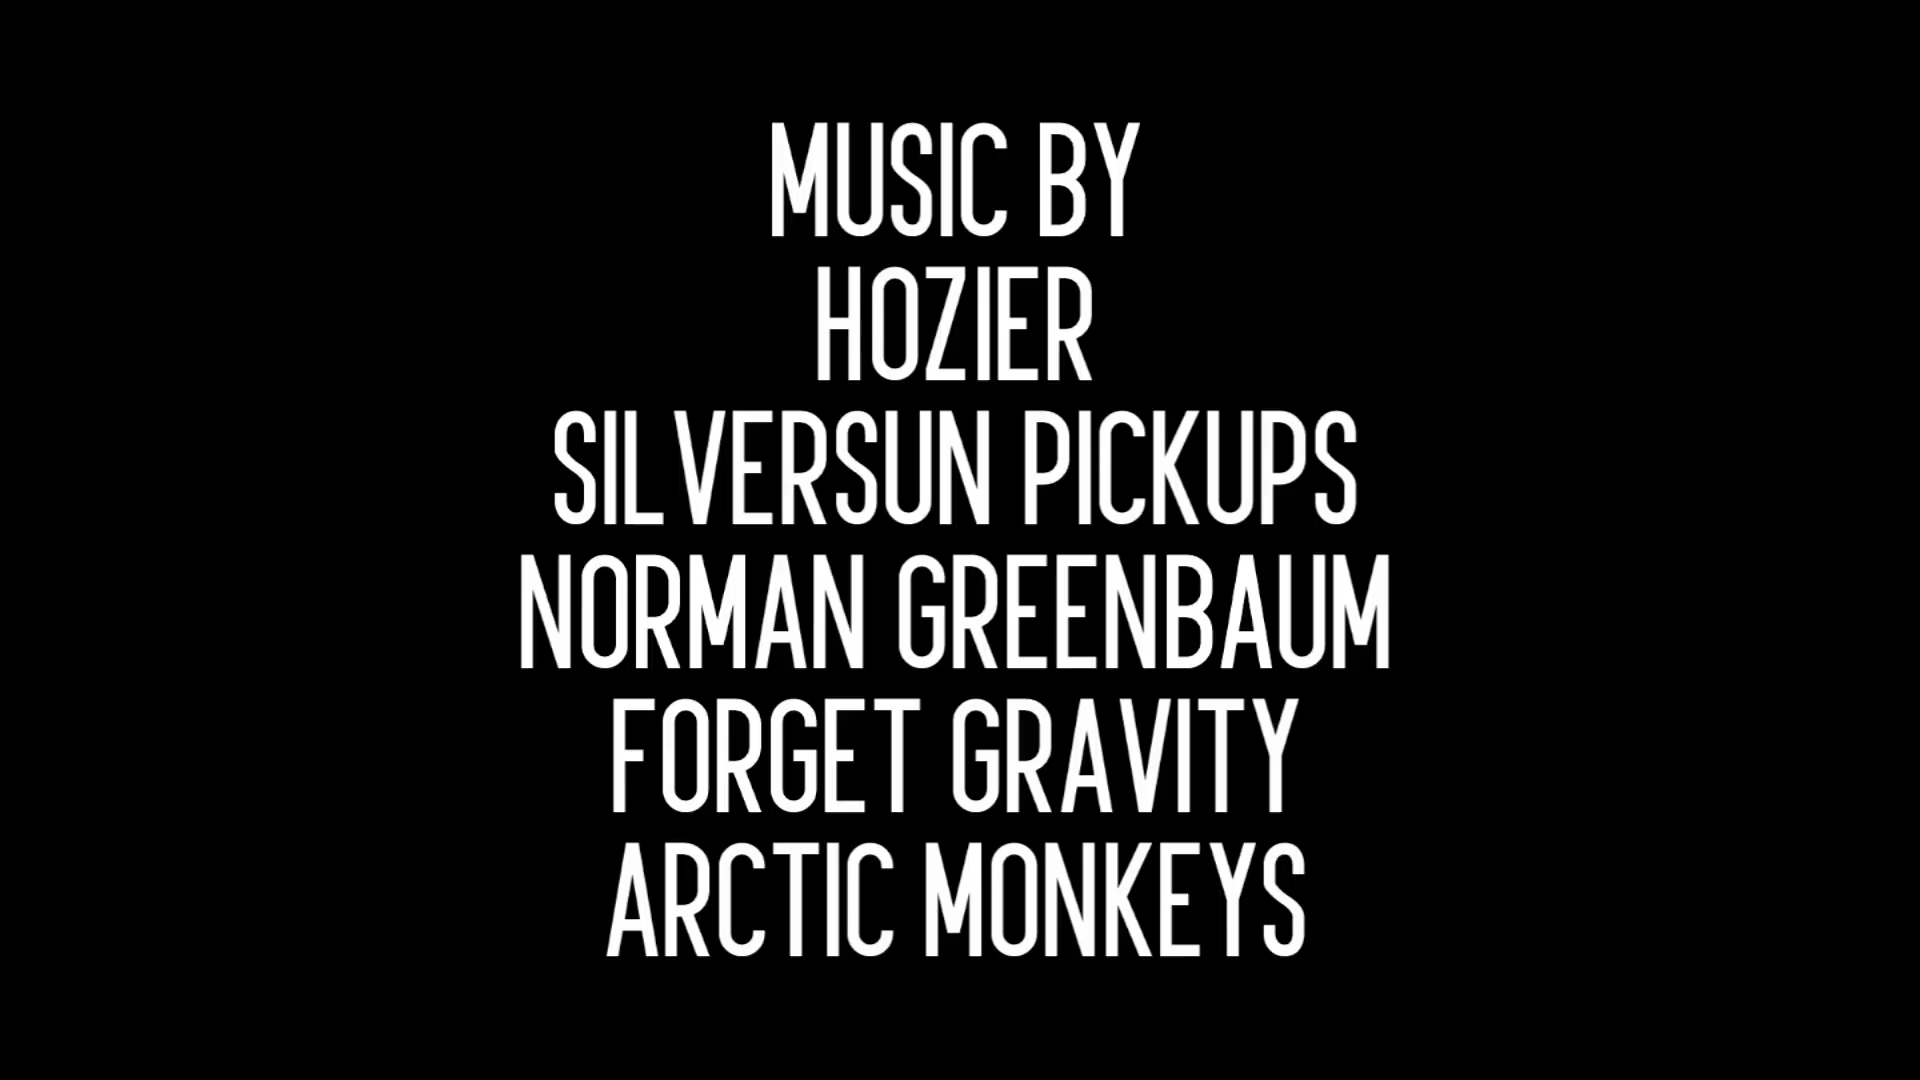 MUSIC BY
HOZIER
SILVERSUN PICKUPS
NORMAN GREENBAUM
FORGET GRAVITY
ARCTIC MONKEYS